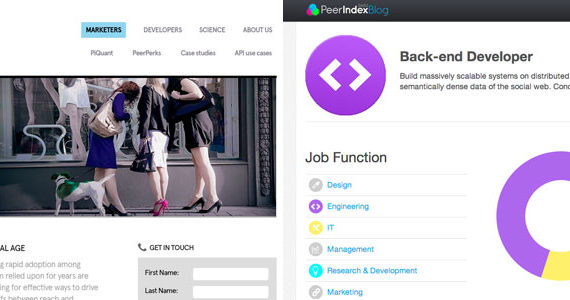 MARKETERS DEVELOPERS SCIENCE ABOUT US
PiQuant PeerPerks Case studies API use cases
AL AGE
ng rapid adoption among
n relied upon for years are
ing for effective ways to drive
fs between reach and
GET IN TOUCH
First Name:
Last Name:
PeerIndexBlog
Back-end Developer
Build massively scalable systems on distributed
semantically dense data of the social web. Cond
Job Function
Design
Engineering
IT
Management
Research & Development
Marketing